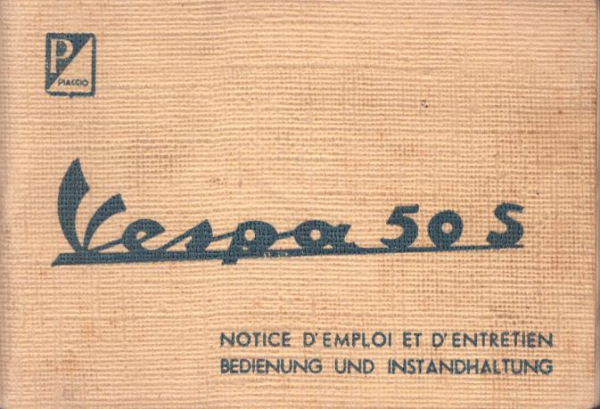 P
PIAGGIO
Vespa 50 S
NOTICE D'EMPLOI ET D'ENTRETIEN
BEDIENUNG UND INSTANDHALTUNG